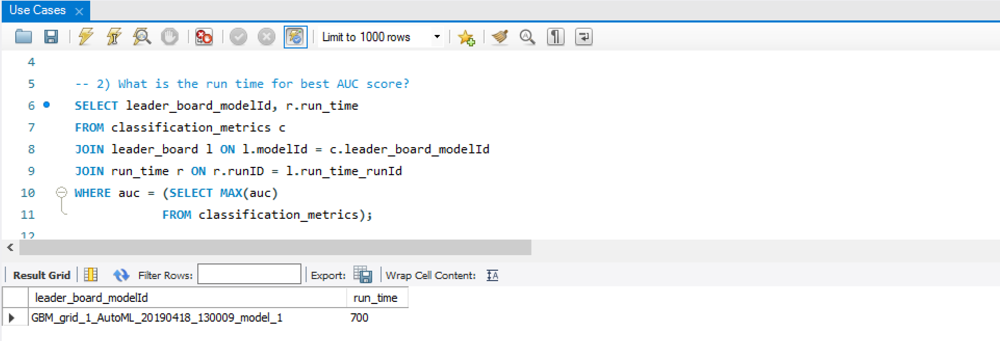 Use Cases
Limit to 1000 rows
4
5 -- 2) What is the run time for best AUC score?
6 SELECT leader_board_modelId, r.run_time
7 FROM classification_metrics c
8 JOIN leader_board l ON l.modelId = c.leader_board_modelId
9 JOIN run_time r ON r.runID = l.run_time_runId
10 WHERE auc = (SELECT MAX(auc)
11 FROM classification_metrics);
12
Result Grid Filter Rows: Export: Wrap Cell Content:
leader_board_modelId run_time
GBM_grid_1_AutoML_20190418_130009_model_1 700